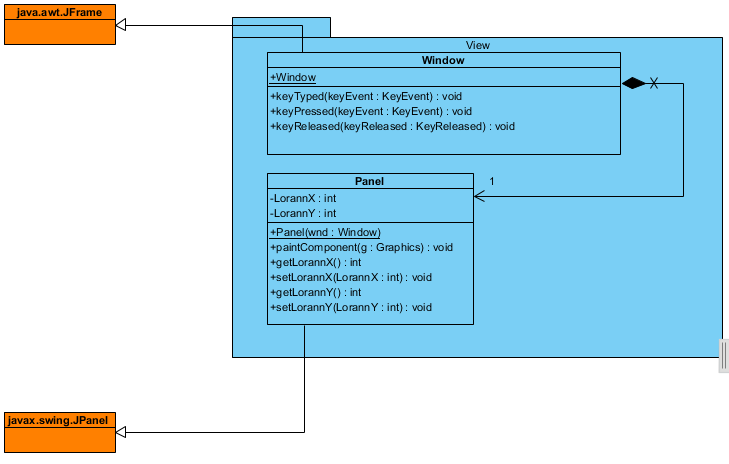 java.awt.JFrame
View
Window
+Window
+keyTyped(keyEvent : KeyEvent) : void
+keyPressed(keyEvent : KeyEvent) : void
+keyReleased(keyReleased : KeyReleased) : void
X
1
Panel
-LorannX : int
-LorannY : int
+Panel(wnd : Window)
+paintComponent(g : Graphics) : void
+getLorannX() : int
+setLorannX(LorannX : int) : void
+getLorannY() : int
+setLorannY(LorannY : int) : void
javax.swing.JPanel